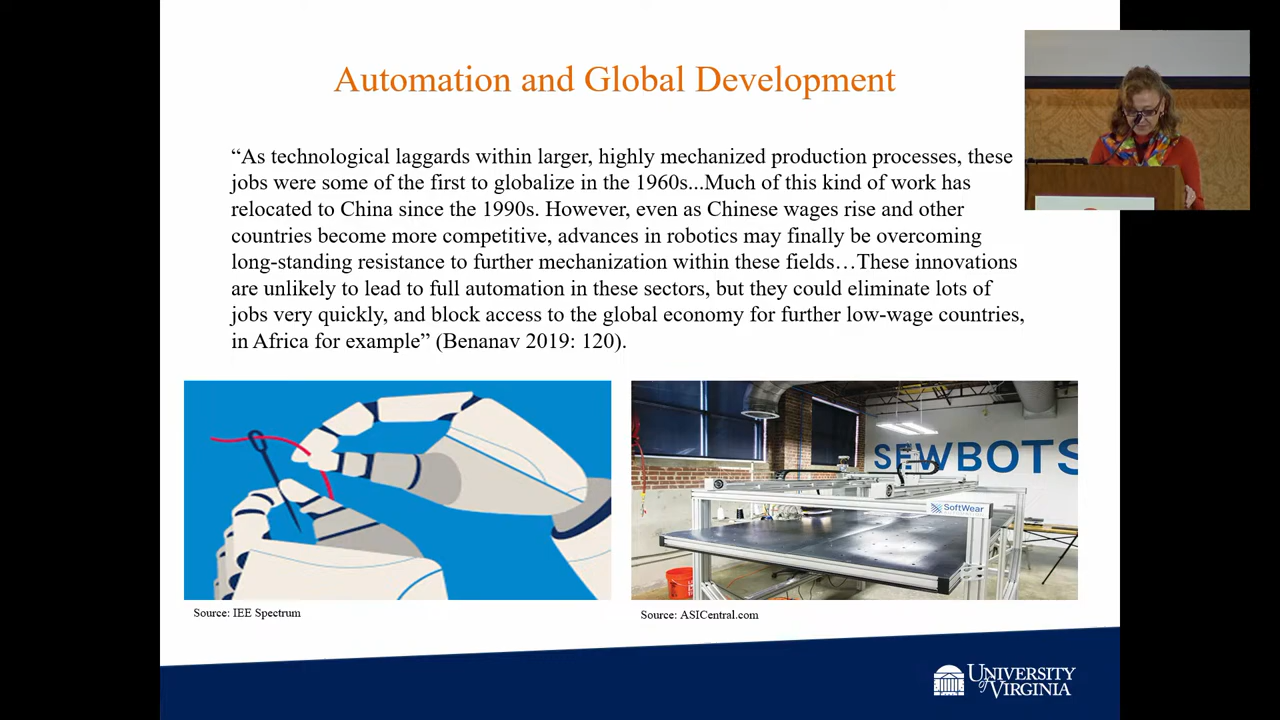 Automation and Global Development
“As technological laggards within larger, highly mechanized production processes, these
jobs were some of the first to globalize in the 1960s...Much of this kind of work has
relocated to China since the 1990s. However, even as Chinese wages rise and other
countries become more competitive, advances in robotics may finally be overcoming
long-standing resistance to further mechanization within these fields…These innovations
are unlikely to lead to full automation in these sectors, but they could eliminate lots of
jobs very quickly, and block access to the global economy for further low-wage countries,
in Africa for example” (Benanav 2019: 120).
SEWBOTS
SoftWear
Source: IEE Spectrum
Source: ASICentral.com
UNIVERSITY
of VIRGINIA